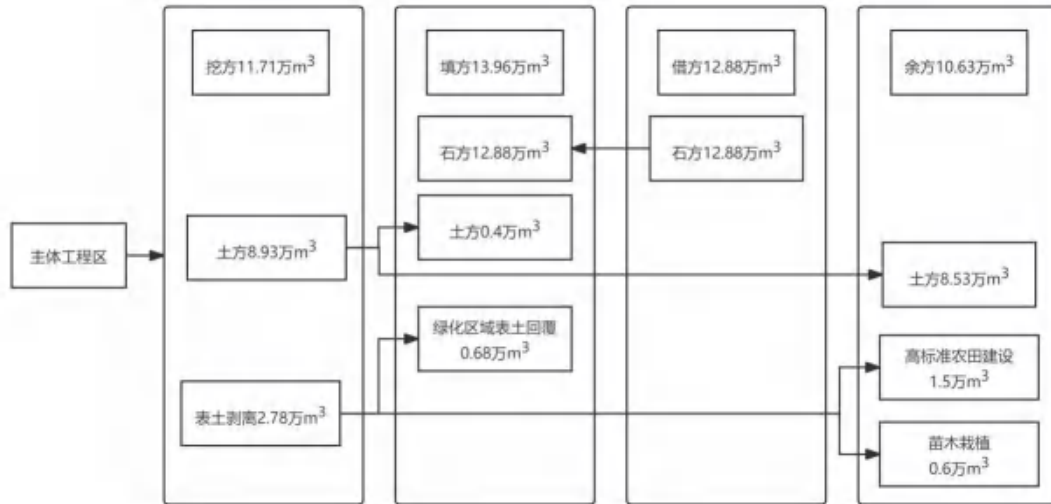 挖方11.71万m³
填方13.96万m³
借方12.88万m³
余方10.63万m³
石方12.88万m³
石方12.88万m³
主体工程区
土方8.93万m³
土方0.4万m³
土方8.53万m³
绿化区域表土回覆
0.68万m³
高标准农田建设
1.5万m³
表土剥离2.78万m³
苗木栽植
0.6万m³